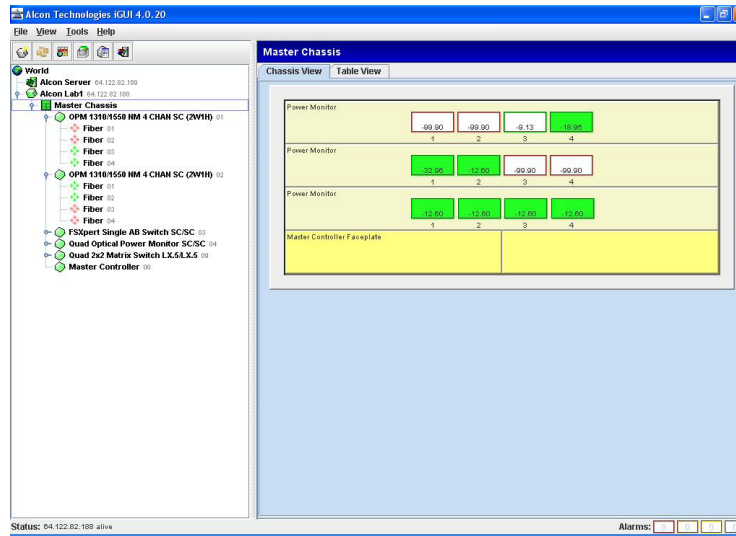 Alcon Technologies iGUI 4.0.20
File View Tools Help
World
Alcon Server 64.122.82.189
Alcon Lab1 64.122.82.188
Master Chassis
OPM 1310/1550 NM 4 CHAN SC (2W1H) 01
Fiber 01
Fiber 02
Fiber 03
Fiber 04
OPM 1310/1550 NM 4 CHAN SC (2W1H) 02
Fiber 01
Fiber 02
Fiber 03
Fiber 04
FSXpert Single AB Switch SC/SC 03
Quad Optical Power Monitor SC/SC 04
Quad 2x2 Matrix Switch LX.5/LX.5 09
Master Controller 00
Master Chassis
Chassis View Table View
Power Monitor
-99.90 -99.90 -9.13 -18.95
1 2 3 4
Power Monitor
-32.96 -12.60 -99.90 -99.90
1 2 3 4
Power Monitor
-12.60 -12.60 -12.60 -12.60
1 2 3 4
Master Controller Faceplate
Status: 64.122.82.188 alive
Alarms: 0 0 0